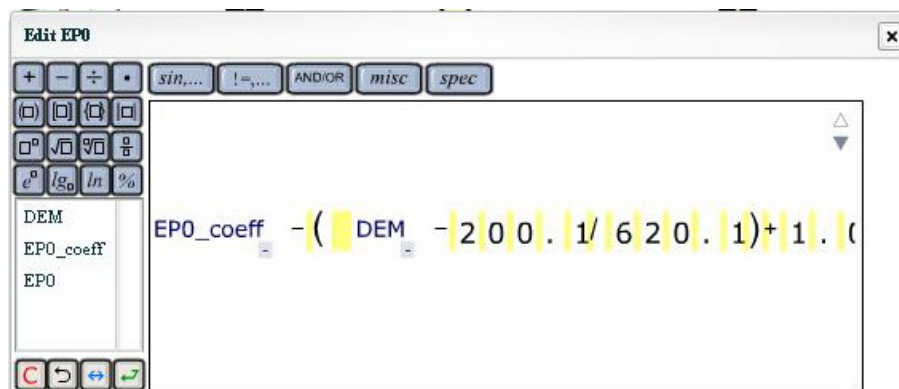 Edit EP0
x
+ − ÷ • sin,... !=,... AND/OR misc spec
(□) [□] {□} |□|
e□ lg□ ln %
DEM
EP0_coeff
EP0
EP0_coeff -( DEM -200.1/620.1)+1.0
C